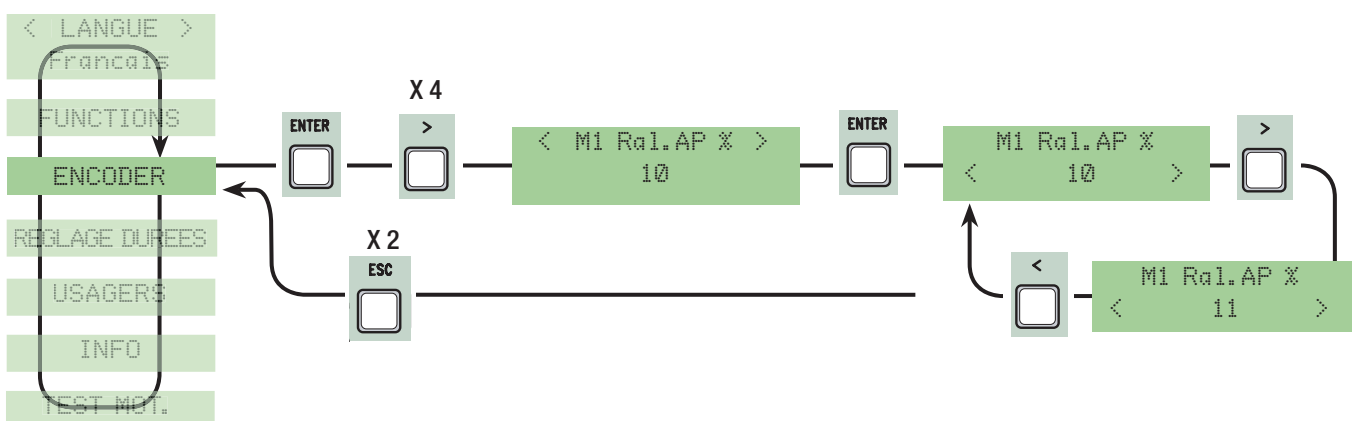 < LANGUE >
Francais
FUNCTIONS
ENCODER
REGLAGE DUREES
USAGERS
INFO
TEST MOT.
ENTER
X 4
>
< M1 Ral.AP % >
10
ENTER
M1 Ral.AP %
< 10 >
>
M1 Ral.AP %
< 11 >
<
X 2
ESC